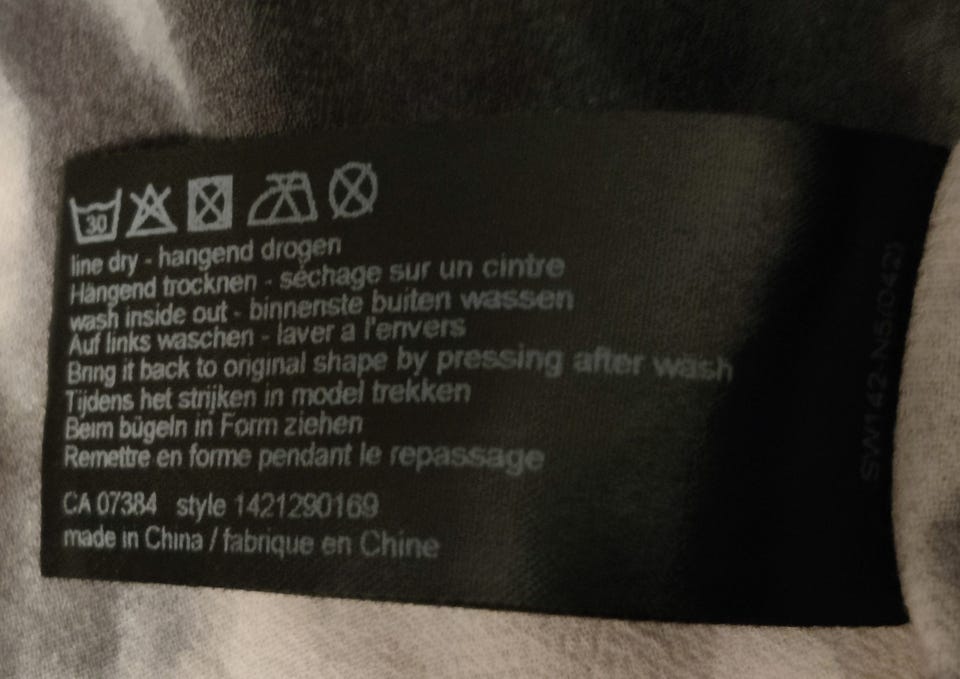 30
line dry - hangend drogen
Hängend trocknen - séchage sur un cintre
wash inside out - binnenste buiten wassen
Auf links waschen - laver a l'envers
Bring it back to original shape by pressing after wash
Tijdens het strijken in model trekken
Beim bügeln in Form ziehen
Remettre en forme pendant le repassage
CA 07384 style 1421290169
made in China / fabrique en Chine